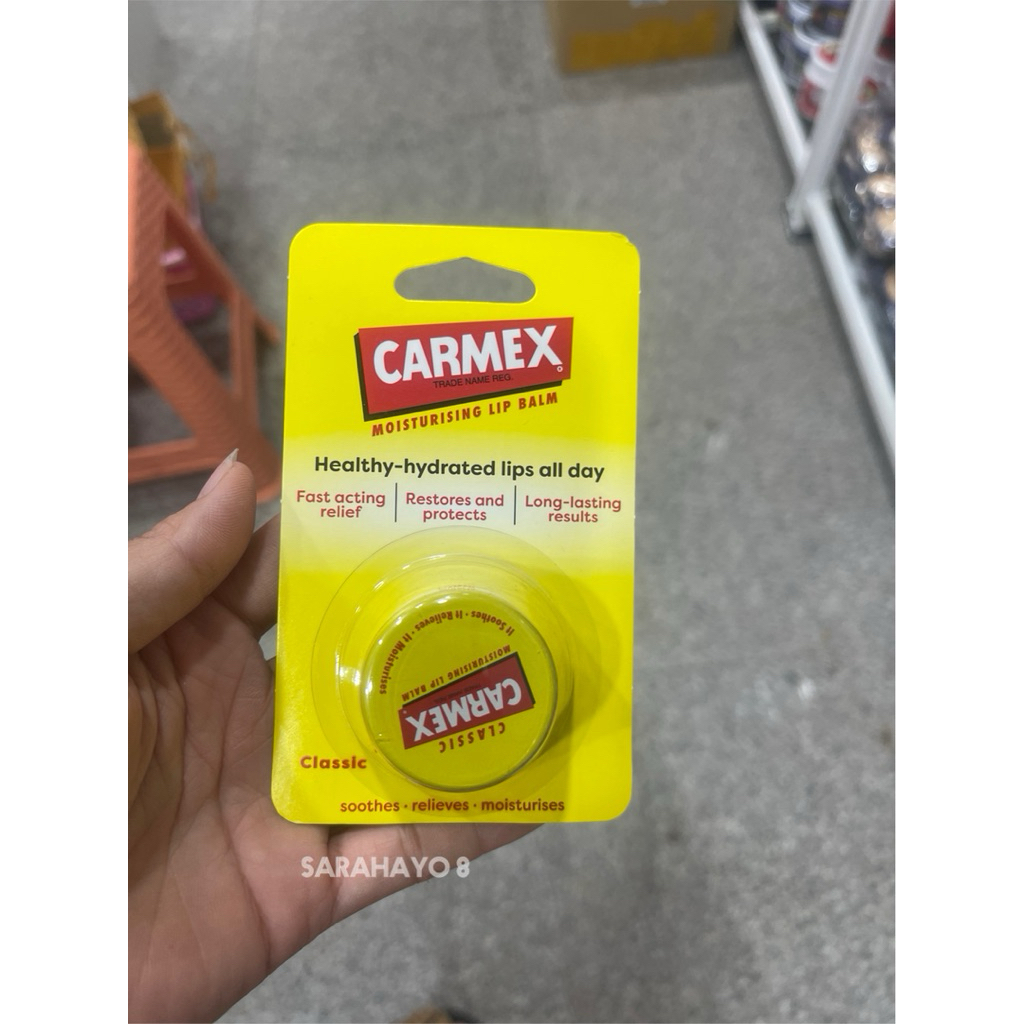 CARMEX
TRADE NAME REG.
MOISTURISING LIP BALM
Healthy-hydrated lips all day
Fast acting relief
Restores and protects
Long-lasting results
It Soothes · It Relieves · It Moisturises
MOISTURISING LIP BALM
CARMEX
CLASSIC
Classic
soothes · relieves · moisturises
SARAHAYO 8